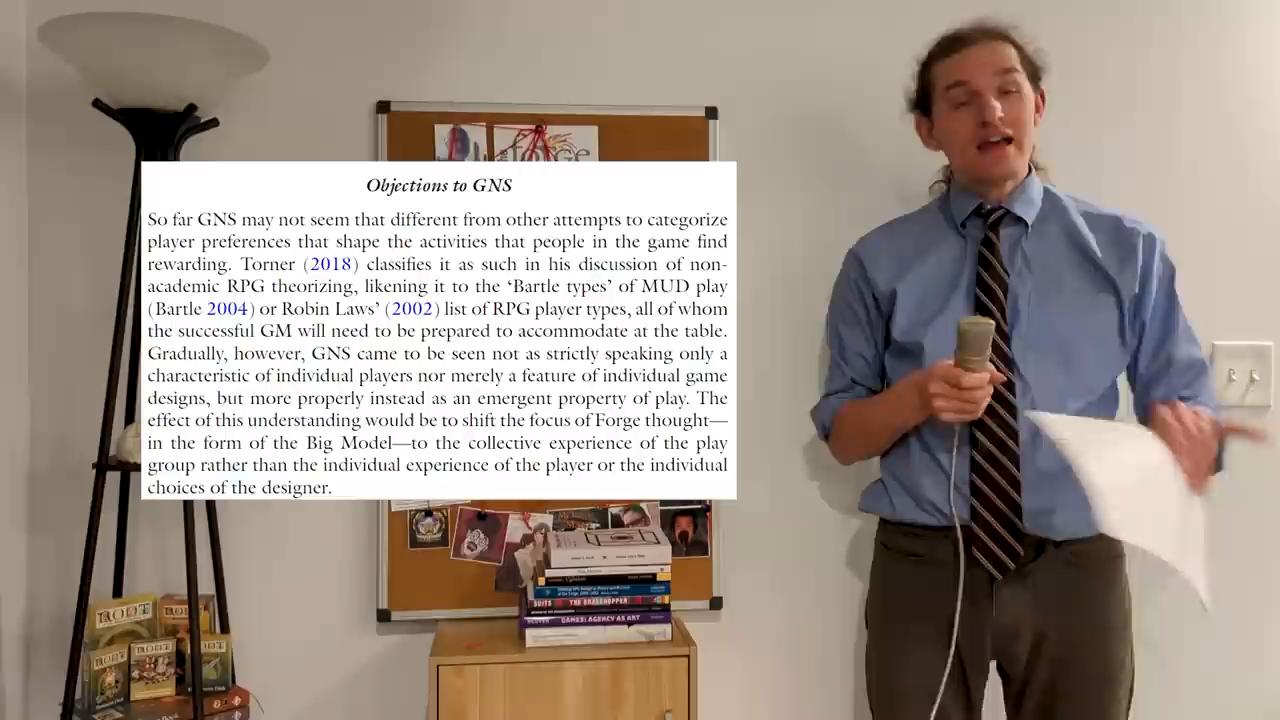 Objections to GNS
So far GNS may not seem that different from other attempts to categorize
player preferences that shape the activities that people in the game find
rewarding. Torner (2018) classifies it as such in his discussion of non-
academic RPG theorizing, likening it to the ‘Bartle types’ of MUD play
(Bartle 2004) or Robin Laws’ (2002) list of RPG player types, all of whom
the successful GM will need to be prepared to accommodate at the table.
Gradually, however, GNS came to be seen not as strictly speaking only a
characteristic of individual players nor merely a feature of individual game
designs, but more properly instead as an emergent property of play. The
effect of this understanding would be to shift the focus of Forge thought—
in the form of the Big Model—to the collective experience of the play
group rather than the individual experience of the player or the individual
choices of the designer.
SUITS THE GRASSHOPPER
NGUYEN GAMES: AGENCY AS ART
ROOT
ROOT
ROOT
ROOT
ROOT